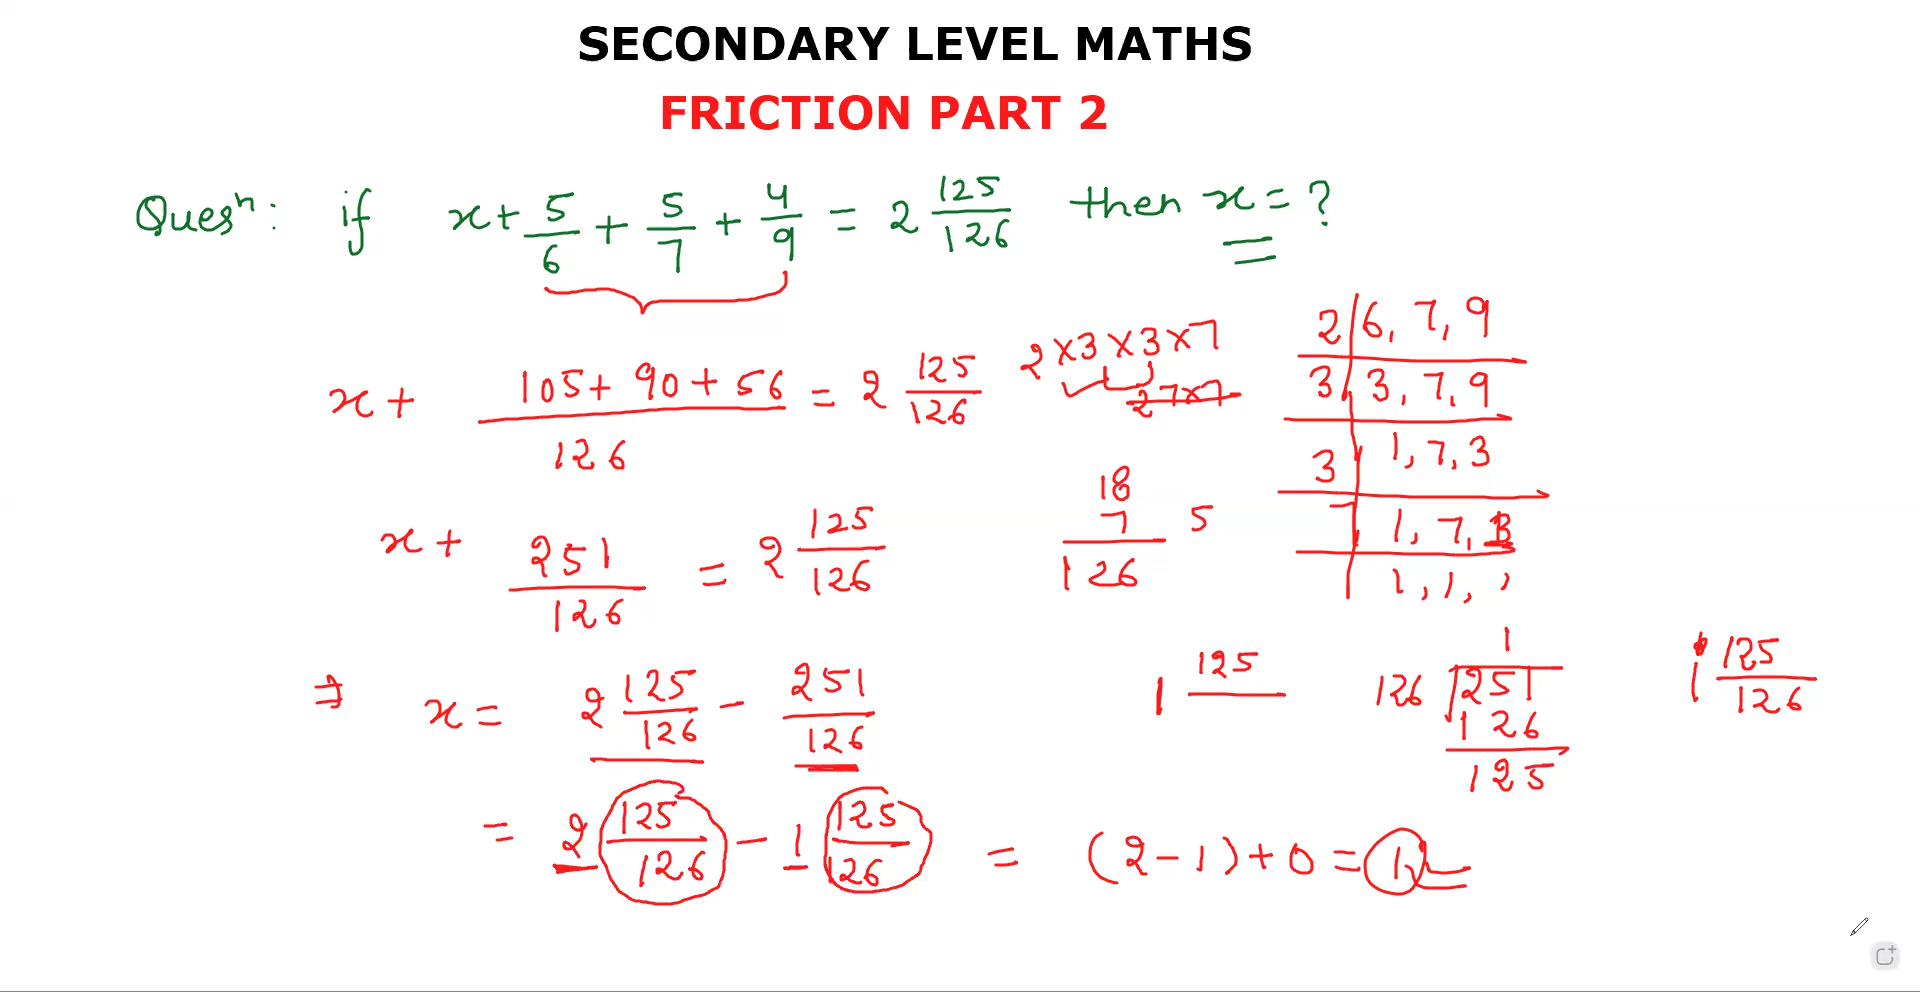 SECONDARY LEVEL MATHS
FRICTION PART 2
Quesⁿ: if x + 5/6 + 5/7 + 4/9 = 2 125/126 then x = ?
x + (105 + 90 + 56)/126 = 2 125/126
2 × 3 × 3 × 7
27×7
2 | 6, 7, 9
3 | 3, 7, 9
3 | 1, 7, 3
7 | 1, 7, 1
1, 1, 1
x + 251/126 = 2 125/126
18
7 5
126
⇒ x = 2 125/126 - 251/126
1 125
1
126 √251
126
125
1 125/126
= 2 125/126 - 1 125/126 = (2 - 1) + 0 = 1